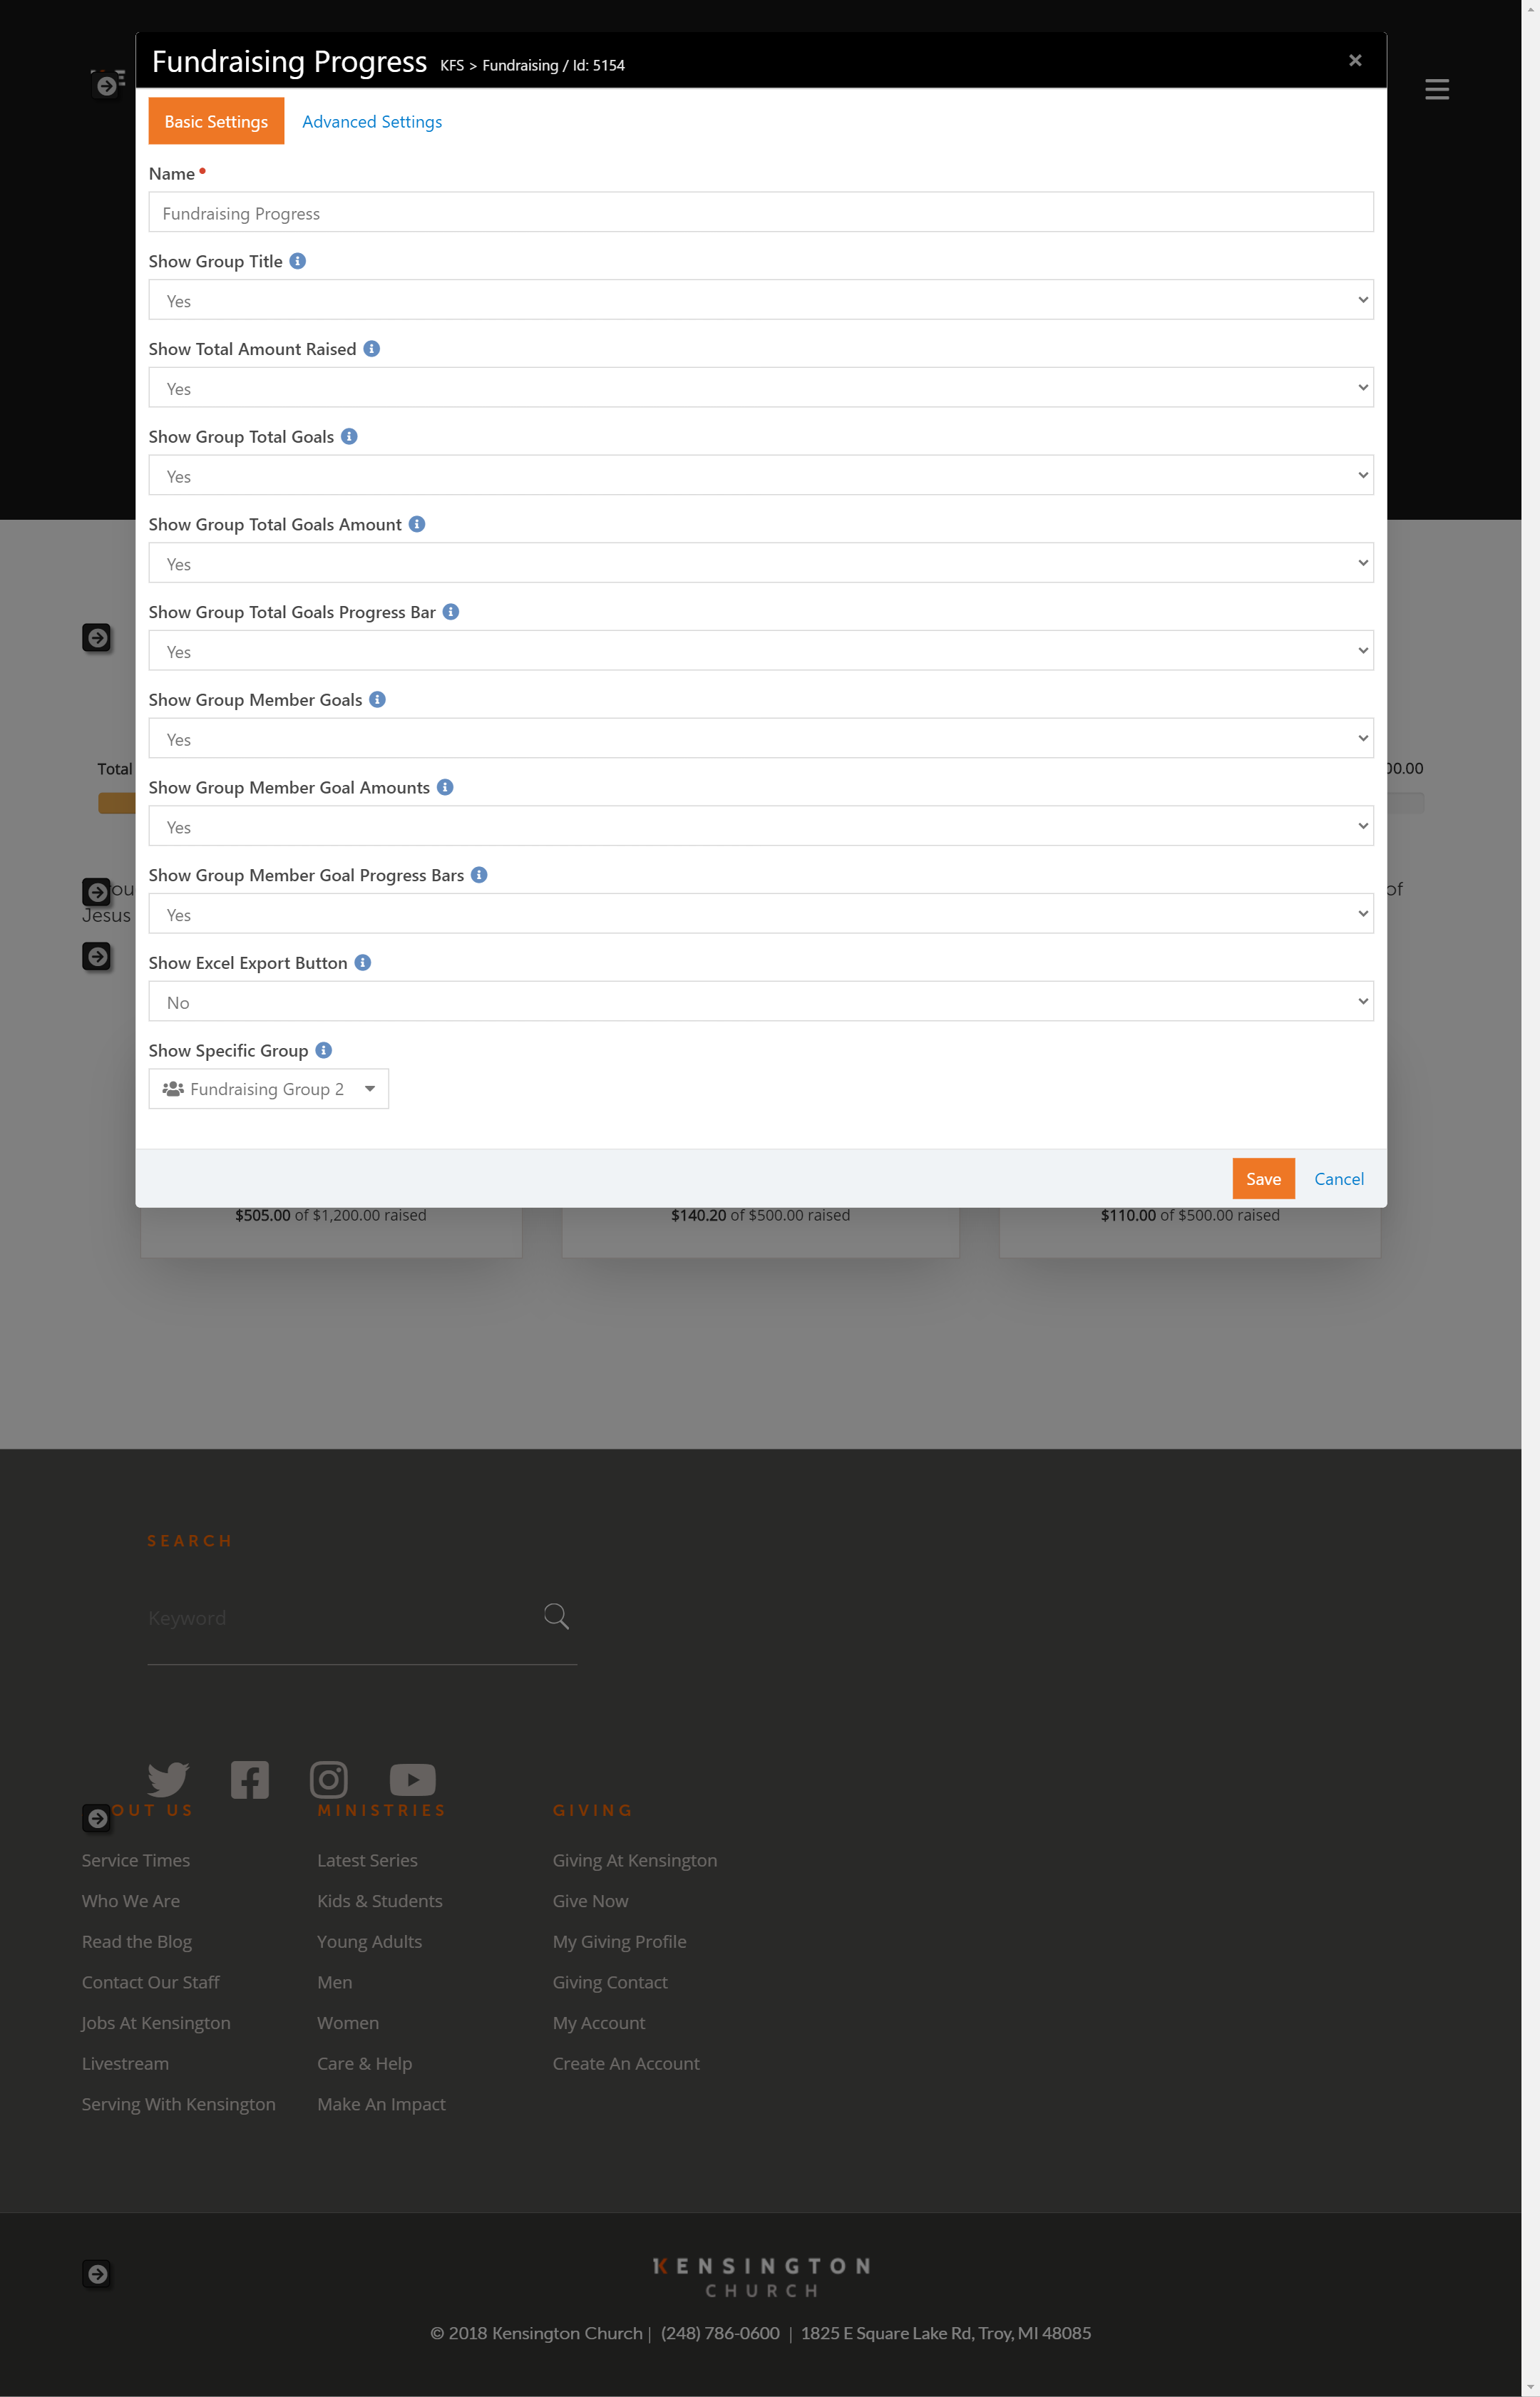 Fundraising Progress KFS > Fundraising / Id: 5154
Basic Settings Advanced Settings
Name
Fundraising Progress
Show Group Title
Yes
Show Total Amount Raised
Yes
Show Group Total Goals
Yes
Show Group Total Goals Amount
Yes
Show Group Total Goals Progress Bar
Yes
Show Group Member Goals
Yes
Total
00.00
Show Group Member Goal Amounts
Yes
Show Group Member Goal Progress Bars
of
Jesus
Yes
Show Excel Export Button
No
Show Specific Group
Fundraising Group 2
Save Cancel
$505.00 of $1,200.00 raised
$140.20 of $500.00 raised
$110.00 of $500.00 raised
SEARCH
Keyword
OUT US
Service Times
Who We Are
Read the Blog
Contact Our Staff
Jobs At Kensington
Livestream
Serving With Kensington
MINISTRIES
Latest Series
Kids & Students
Young Adults
Men
Women
Care & Help
Make An Impact
GIVING
Giving At Kensington
Give Now
My Giving Profile
Giving Contact
My Account
Create An Account
KENSINGTON
CHURCH
© 2018 Kensington Church | (248) 786-0600 | 1825 E Square Lake Rd, Troy, MI 48085